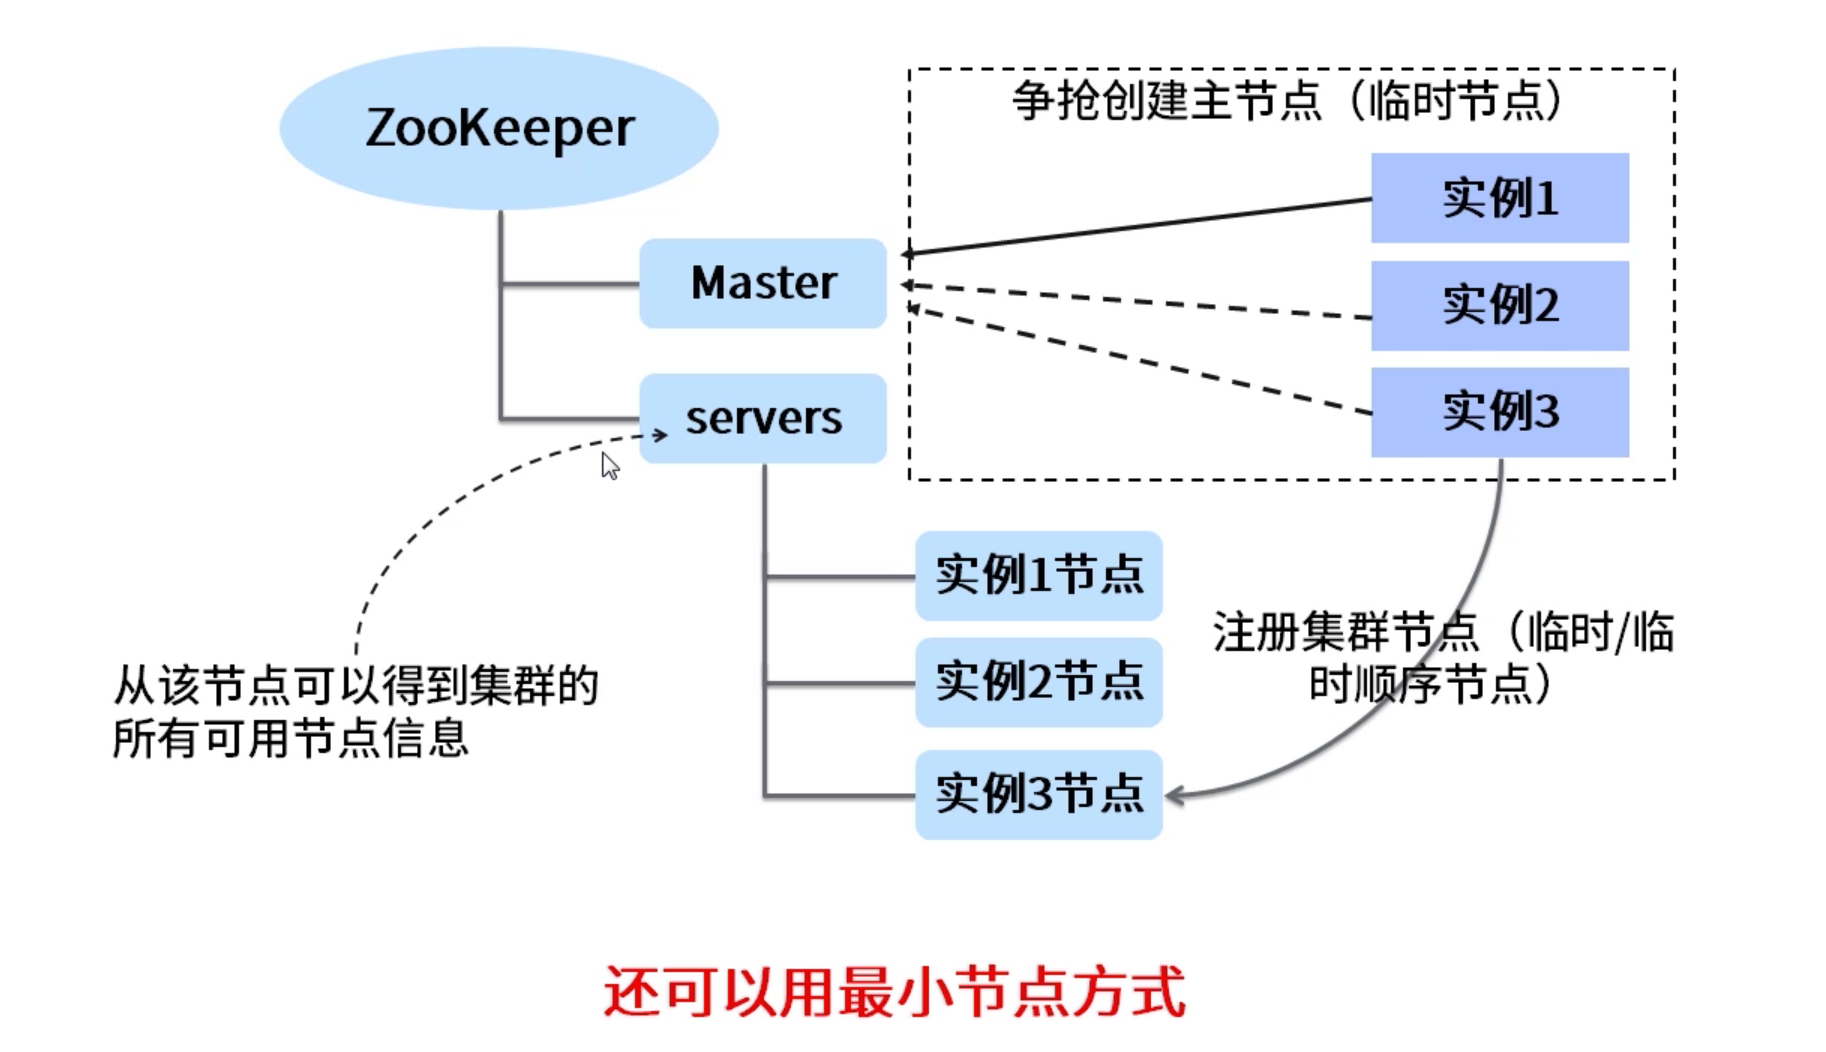 ZooKeeper
争抢创建主节点（临时节点）
实例1
Master
实例2
servers
实例3
实例1节点
注册集群节点（临时/临
时顺序节点）
从该节点可以得到集群的
所有可用节点信息
实例2节点
实例3节点
还可以用最小节点方式